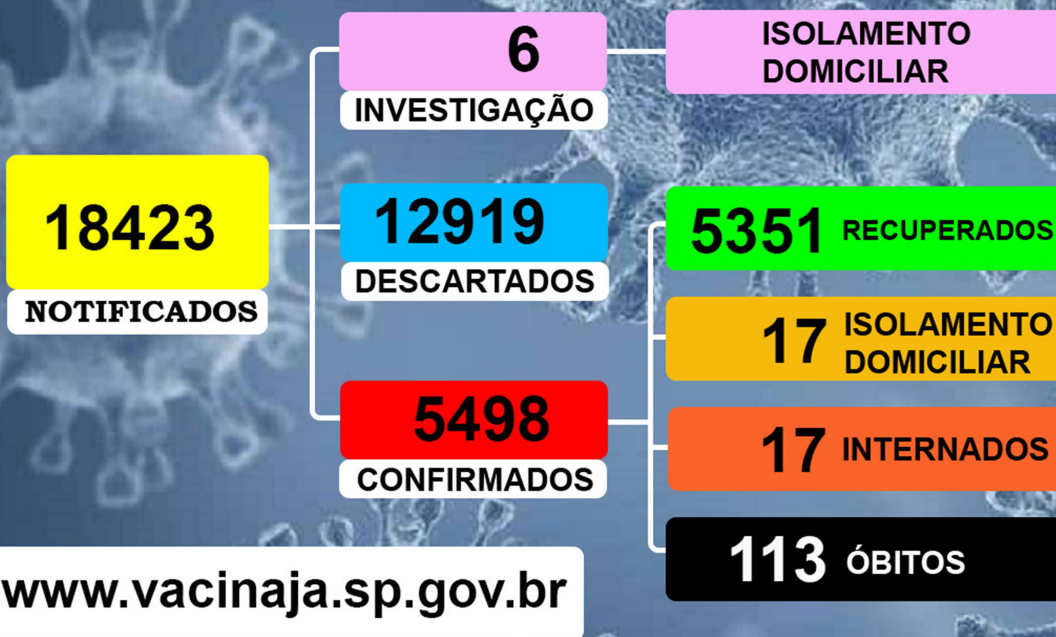 18423
NOTIFICADOS
6
INVESTIGAÇÃO
ISOLAMENTO
DOMICILIAR
12919
DESCARTADOS
5498
CONFIRMADOS
5351 RECUPERADOS
17 ISOLAMENTO
DOMICILIAR
17 INTERNADOS
113 ÓBITOS
www.vacinaja.sp.gov.br